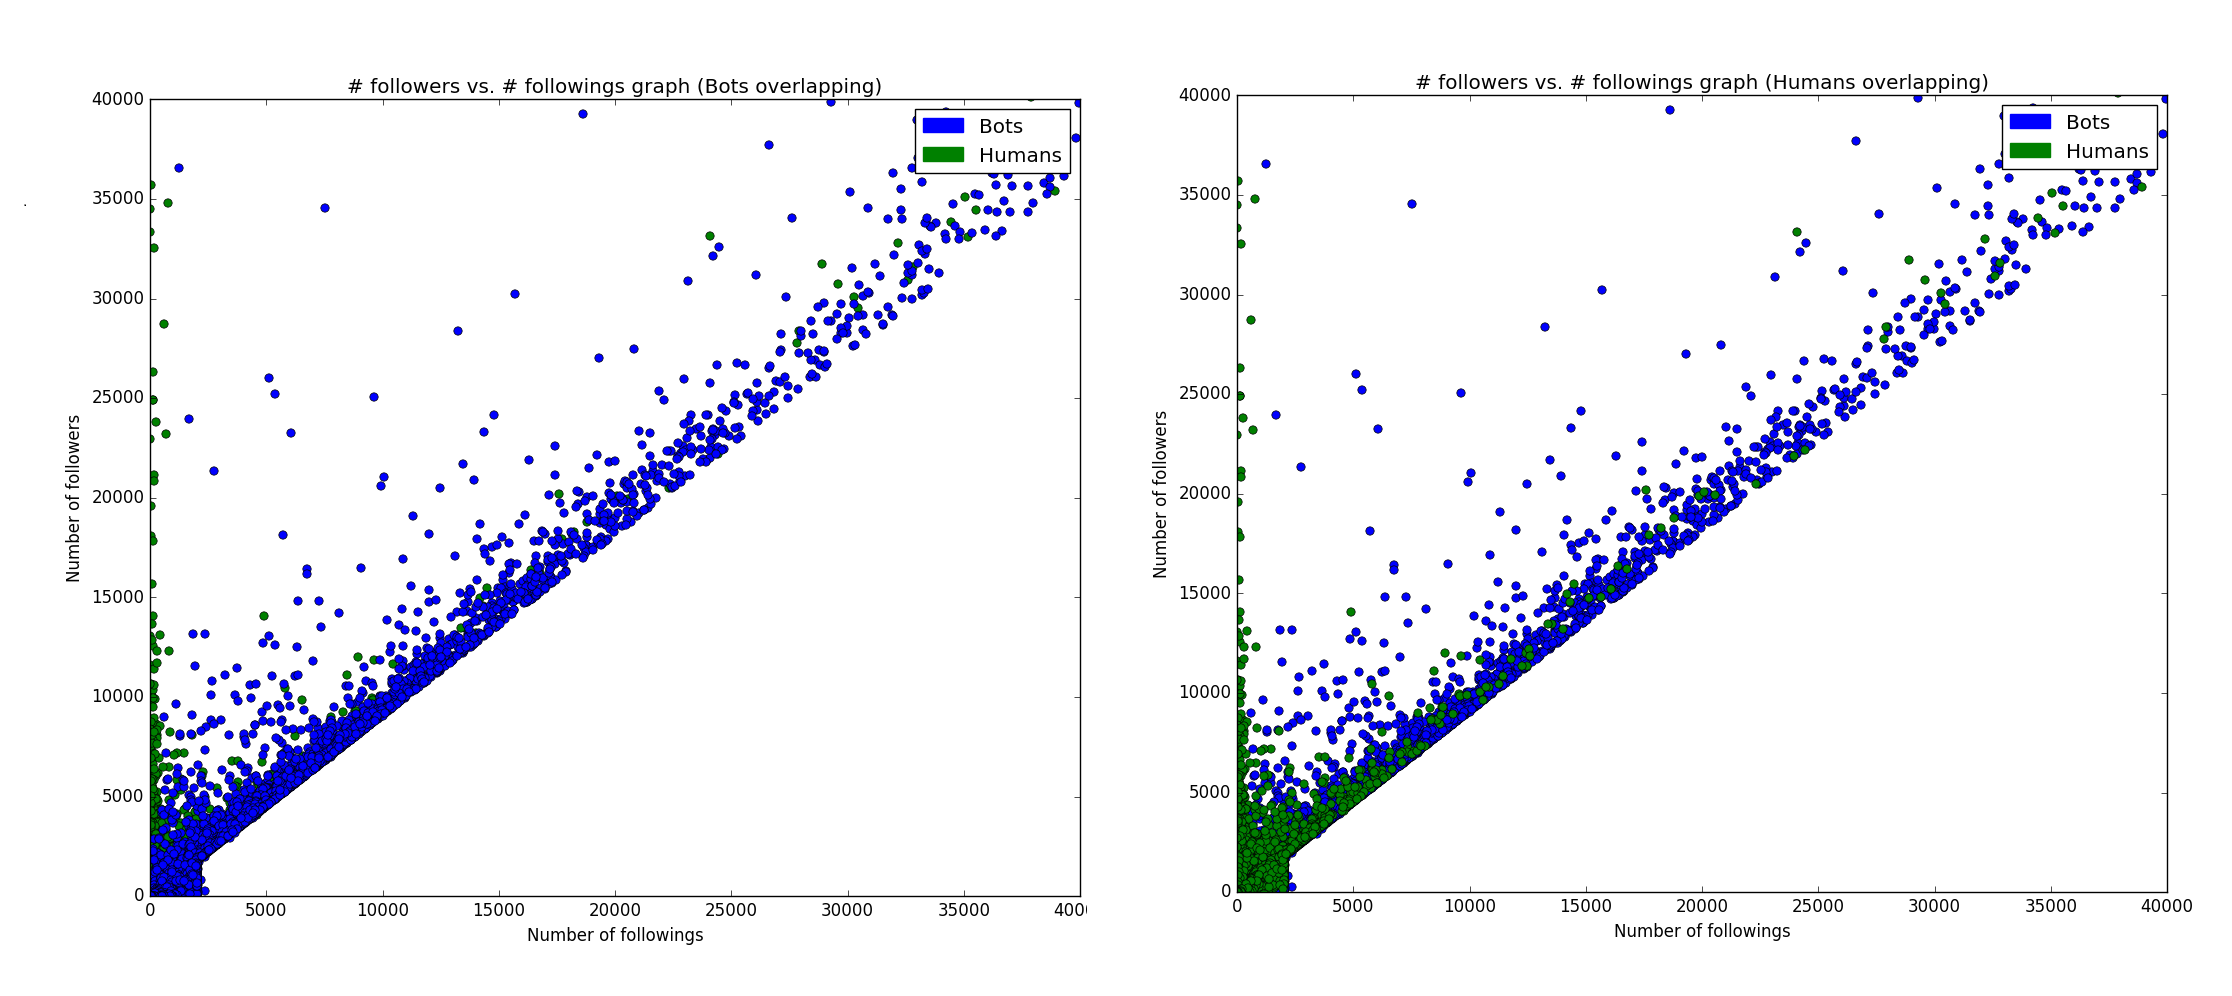 # followers vs. # followings graph (Bots overlapping)
Bots
Humans
40000
35000
30000
25000
20000
15000
10000
5000
0
Number of followers
0 5000 10000 15000 20000 25000 30000 35000 4000
Number of followings
# followers vs. # followings graph (Humans overlapping)
Bots
Humans
40000
35000
30000
25000
20000
15000
10000
5000
0
Number of followers
0 5000 10000 15000 20000 25000 30000 35000 40000
Number of followings